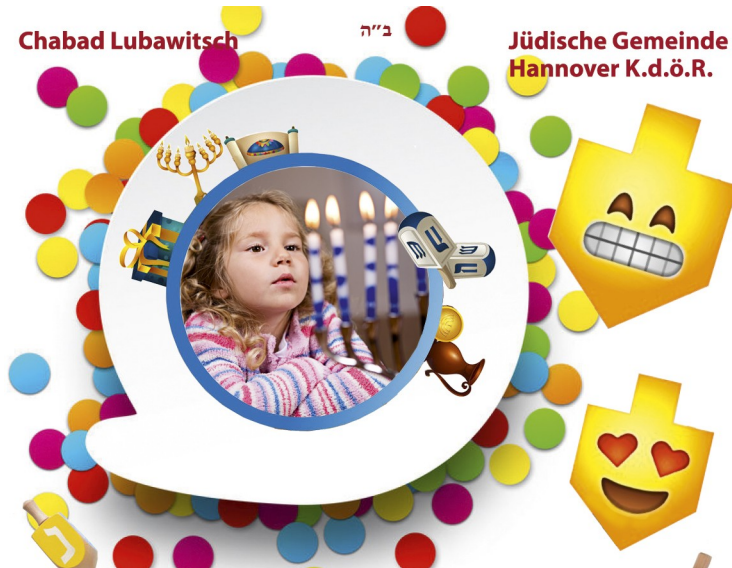 Chabad Lubawitsch
ב״ה
Jüdische Gemeinde
Hannover K.d.ö.R.